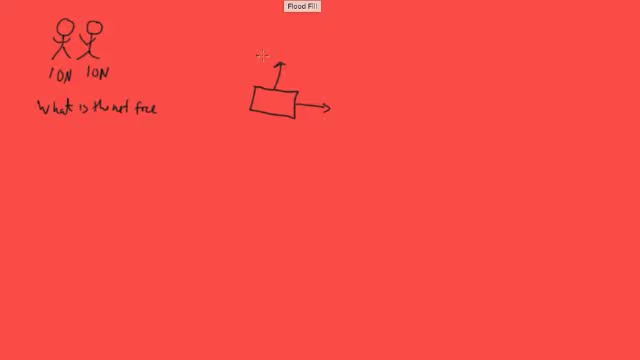 Flood Fill
10N 10N
What is the net force